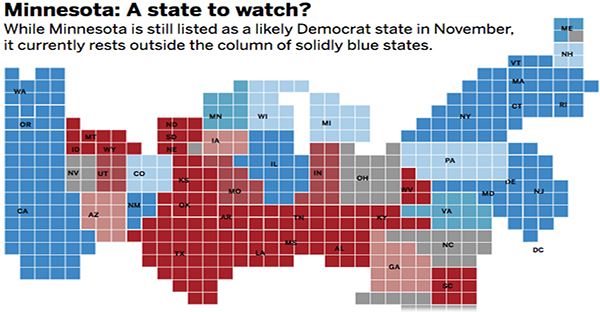 Minnesota: A state to watch?
While Minnesota is still listed as a likely Democrat state in November,
it currently rests outside the column of solidly blue states.
ME
NH
VT
WA
MT
ND
MN
WI
MI
MA
OR
ID
WY
SD
NE
IA
NY
CT
RI
NV
UT
CO
KS
MO
IL
IN
OH
PA
WV
MD
DE
NJ
CA
AZ
NM
OK
AR
TN
KY
VA
TX
LA
MS
AL
GA
NC
SC
DC